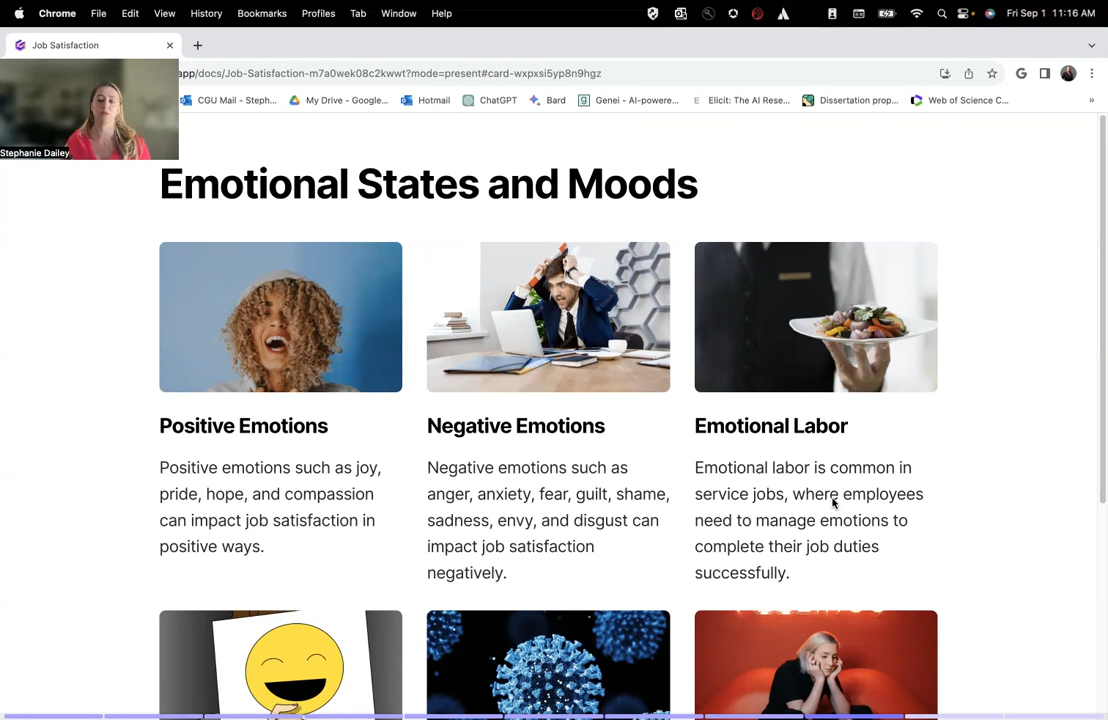 Chrome File Edit View History Bookmarks Profiles Tab Window Help Fri Sep 1 11:16 AM
Job Satisfaction
app/docs/Job-Satisfaction-m7a0wek08c2kwwt?mode=present#card-wxpxsi5yp8n9hgz
CGU Mail - Steph... My Drive - Google... Hotmail ChatGPT Bard Genei - AI-powere... Elicit: The AI Rese... Dissertation prop... Web of Science C... »
Stephanie Dailey
Emotional States and Moods
Positive Emotions
Positive emotions such as joy,
pride, hope, and compassion
can impact job satisfaction in
positive ways.
Negative Emotions
Negative emotions such as
anger, anxiety, fear, guilt, shame,
sadness, envy, and disgust can
impact job satisfaction
negatively.
Emotional Labor
Emotional labor is common in
service jobs, where employees
need to manage emotions to
complete their job duties
successfully.